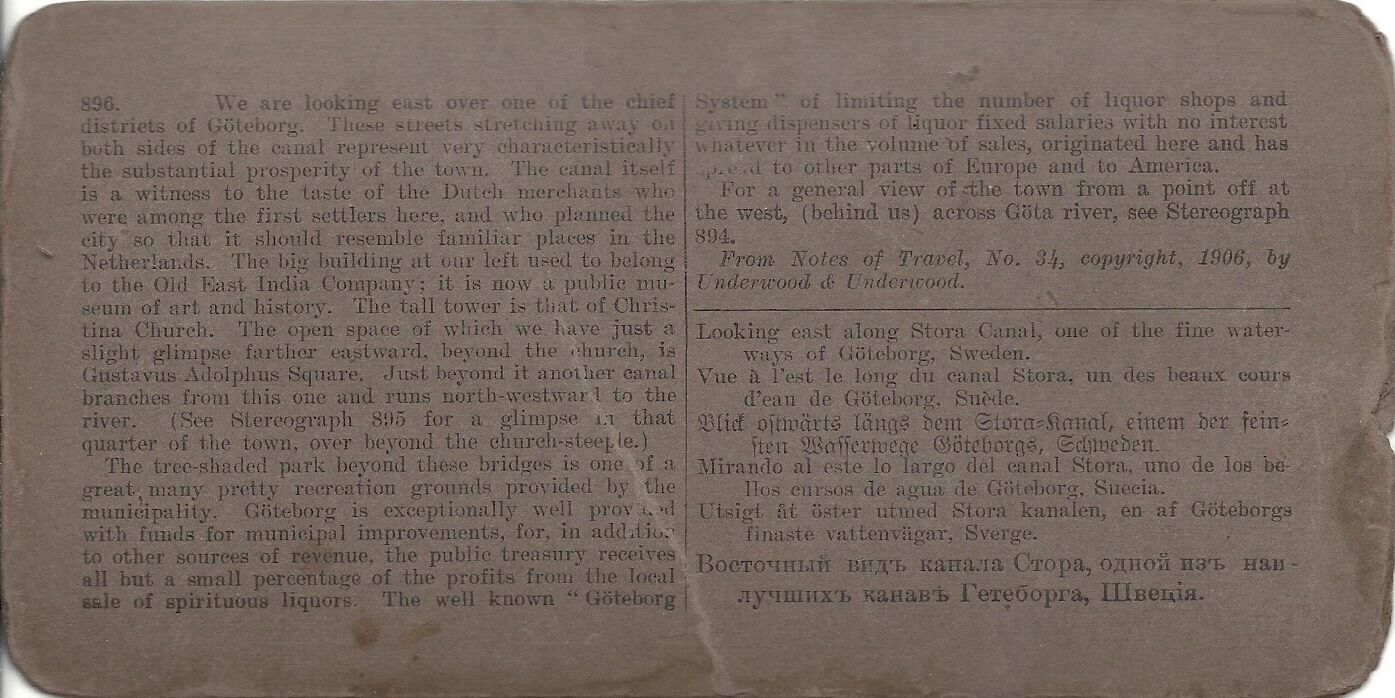 896. We are looking east over one of the chief
districts of Göteborg. These streets stretching away on
both sides of the canal represent very characteristically
the substantial prosperity of the town. The canal itself
is a witness to the taste of the Dutch merchants who
were among the first settlers here, and who planned the
city so that it should resemble familiar places in the
Netherlands. The big building at our left used to belong
to the Old East India Company; it is now a public mu-
seum of art and history. The tall tower is that of Chris-
tina Church. The open space of which we have just a
slight glimpse farther eastward, beyond the church, is
Gustavus Adolphus Square. Just beyond it another canal
branches from this one and runs north-westward to the
river. (See Stereograph 895 for a glimpse in that
quarter of the town, over beyond the church-steeple.)
The tree-shaded park beyond these bridges is one of a
great many pretty recreation grounds provided by the
municipality. Göteborg is exceptionally well provided
with funds for municipal improvements, for, in addition
to other sources of revenue, the public treasury receives
all but a small percentage of the profits from the local
sale of spirituous liquors. The well known "Göteborg
System" of limiting the number of liquor shops and
giving dispensers of liquor fixed salaries with no interest
whatever in the volume of sales, originated here and has
spread to other parts of Europe and to America.
For a general view of the town from a point off at
the west, (behind us) across Göta river, see Stereograph
894.
From Notes of Travel, No. 34, copyright, 1906, by
Underwood & Underwood.
Looking east along Stora Canal, one of the fine water-
ways of Göteborg, Sweden.
Vue à l'est le long du canal Stora, un des beaux cours
d'eau de Göteborg, Suède.
Blick ostwärts längs dem Stora-Kanal, einem der fein-
sten Wasserwege Göteborgs, Schweden.
Mirando al este lo largo del canal Stora, uno de los be-
llos cursos de agua de Göteborg, Suecia.
Utsigt åt öster utmed Stora kanalen, en af Göteborgs
finaste vattenvägar, Sverge.
Восточный видъ канала Стора, одной изъ наи-
лучшихъ канавъ Гетеборга, Швеція.